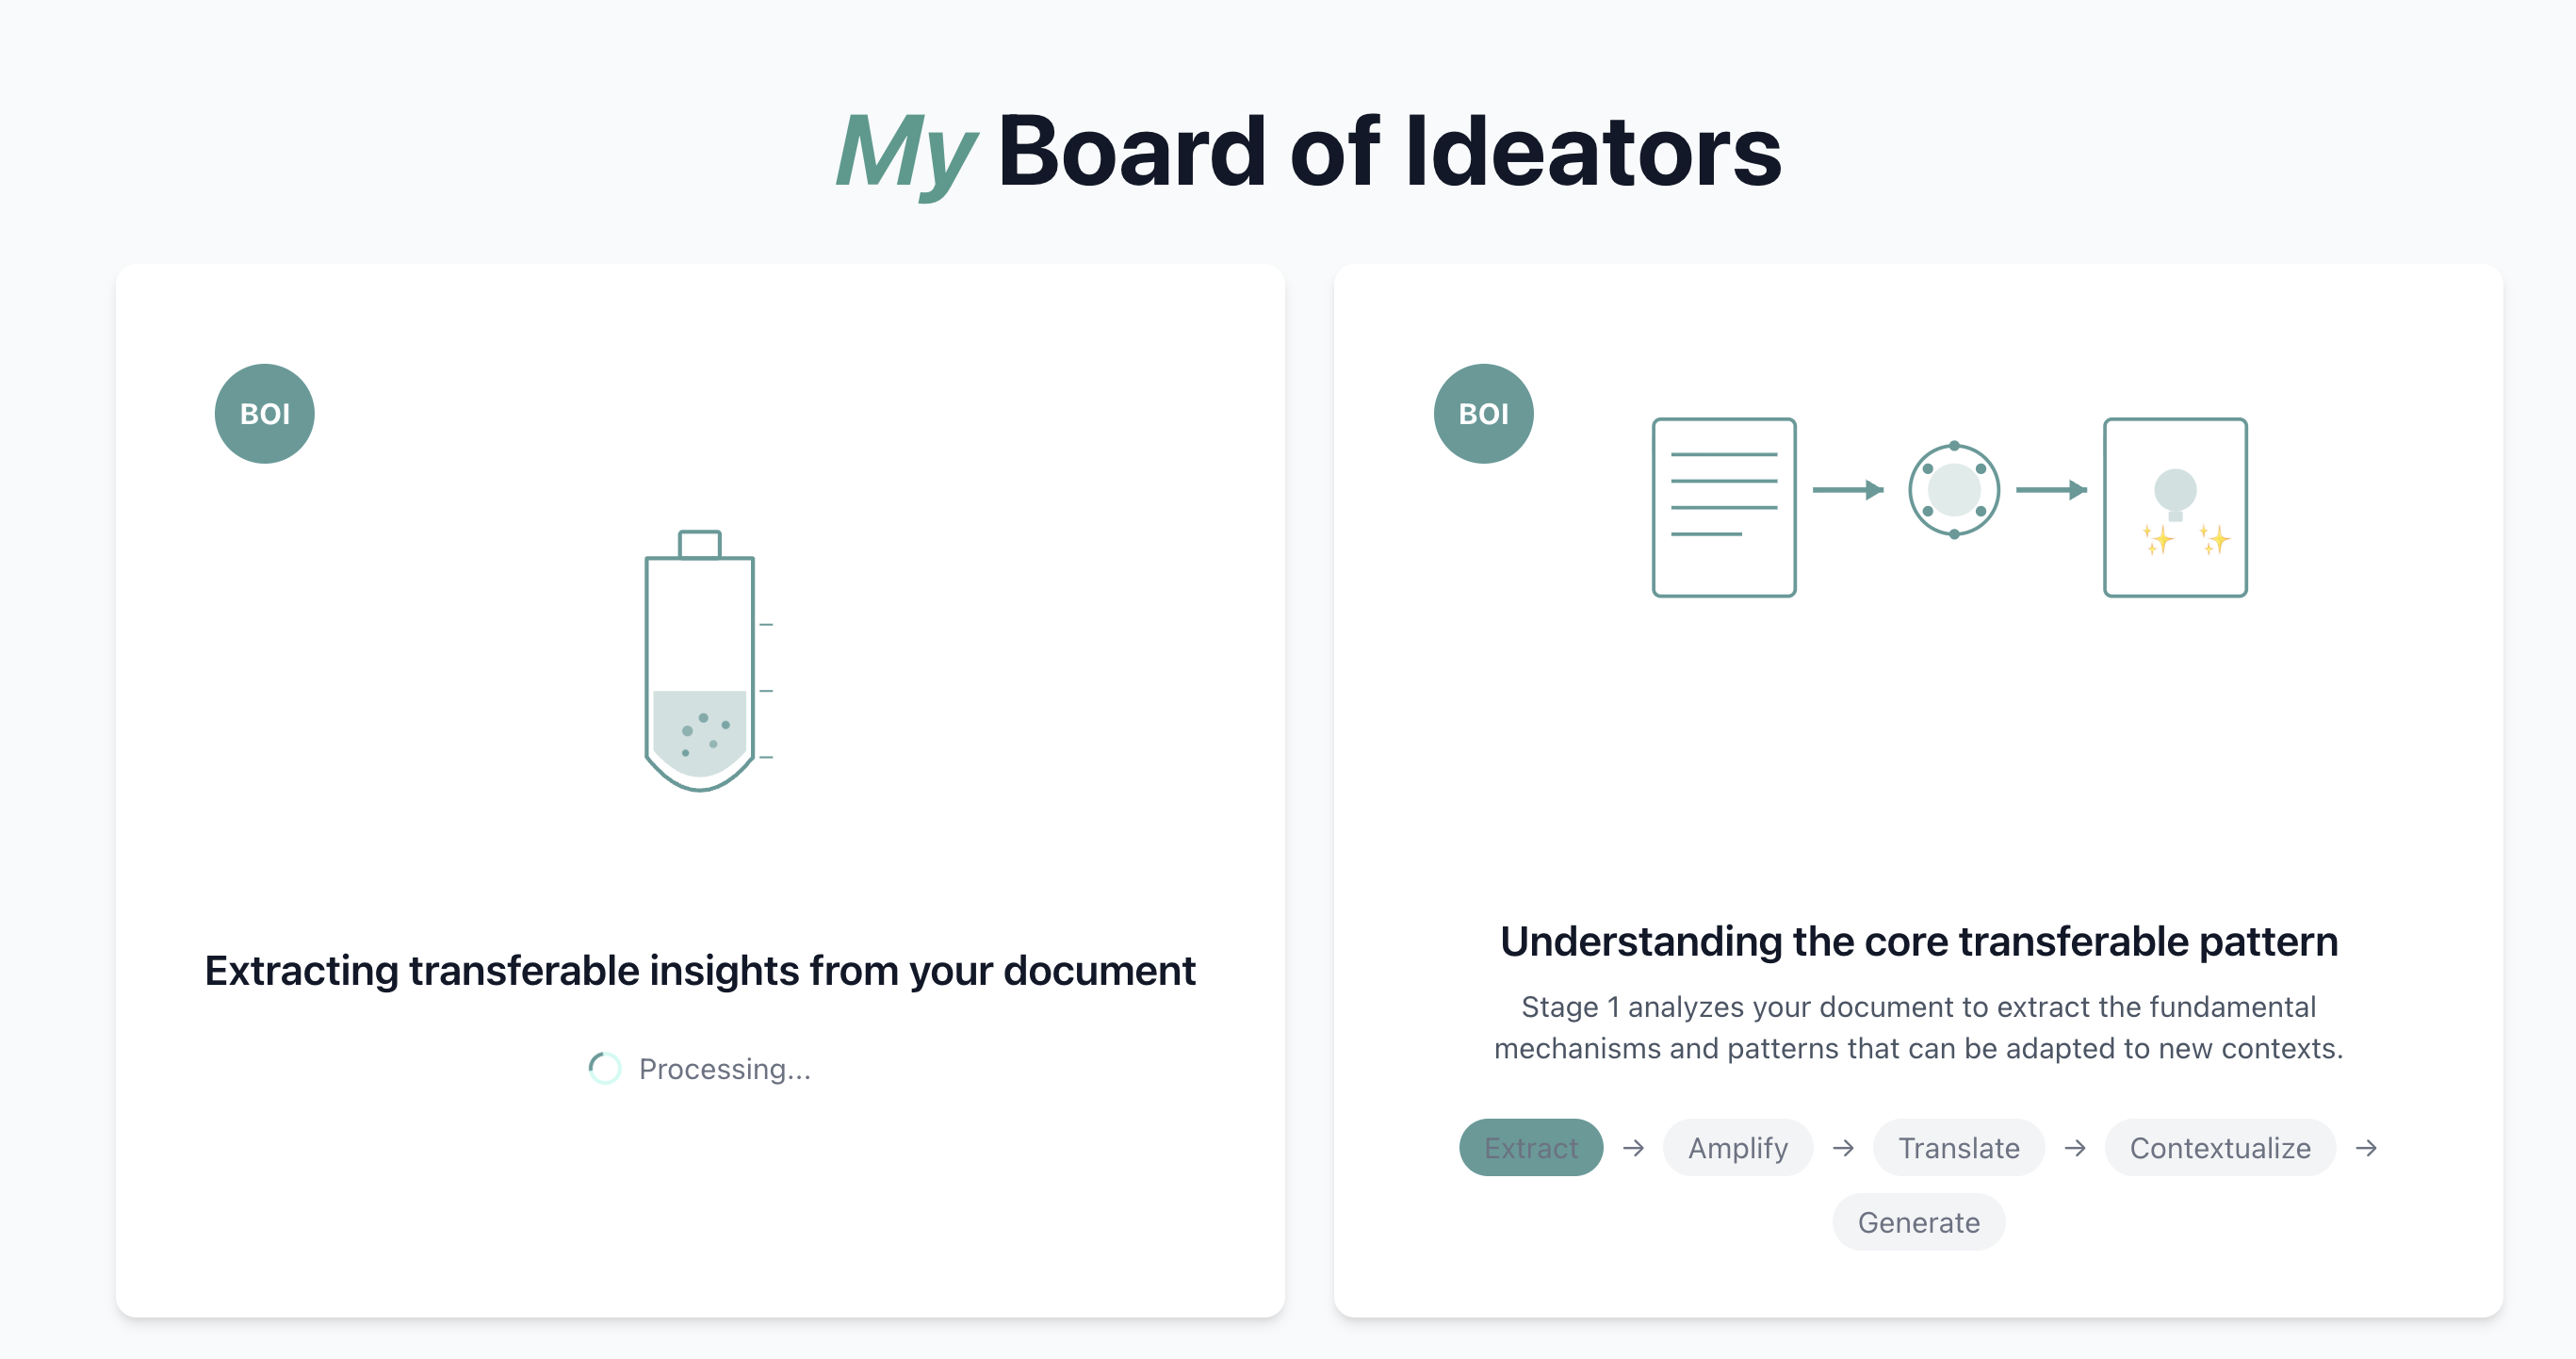 My Board of Ideators
BOI
Extracting transferable insights from your document
Processing...
BOI
Understanding the core transferable pattern
Stage 1 analyzes your document to extract the fundamental
mechanisms and patterns that can be adapted to new contexts.
Extract → Amplify → Translate → Contextualize →
Generate